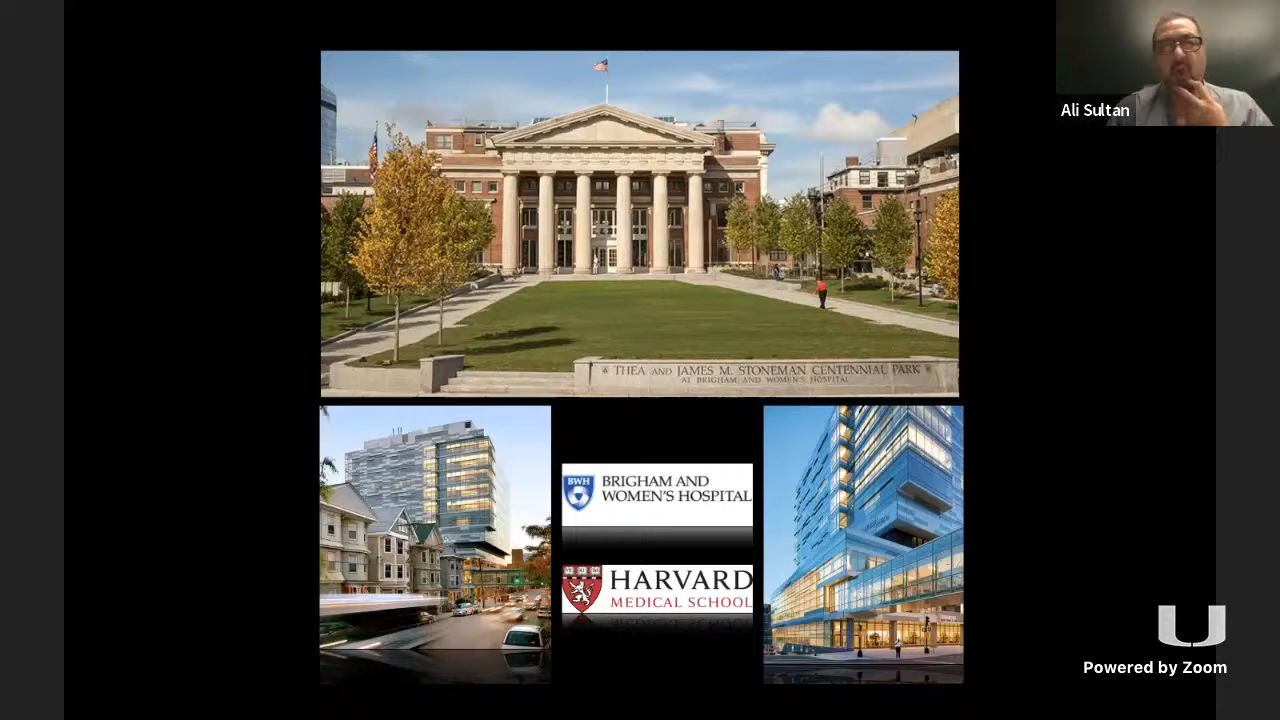 Ali Sultan
THEA AND JAMES M. STONEMAN CENTENNIAL PARK
AT BRIGHAM AND WOMEN'S HOSPITAL
BWH
BRIGHAM AND
WOMEN'S HOSPITAL
HARVARD
MEDICAL SCHOOL
Powered by Zoom